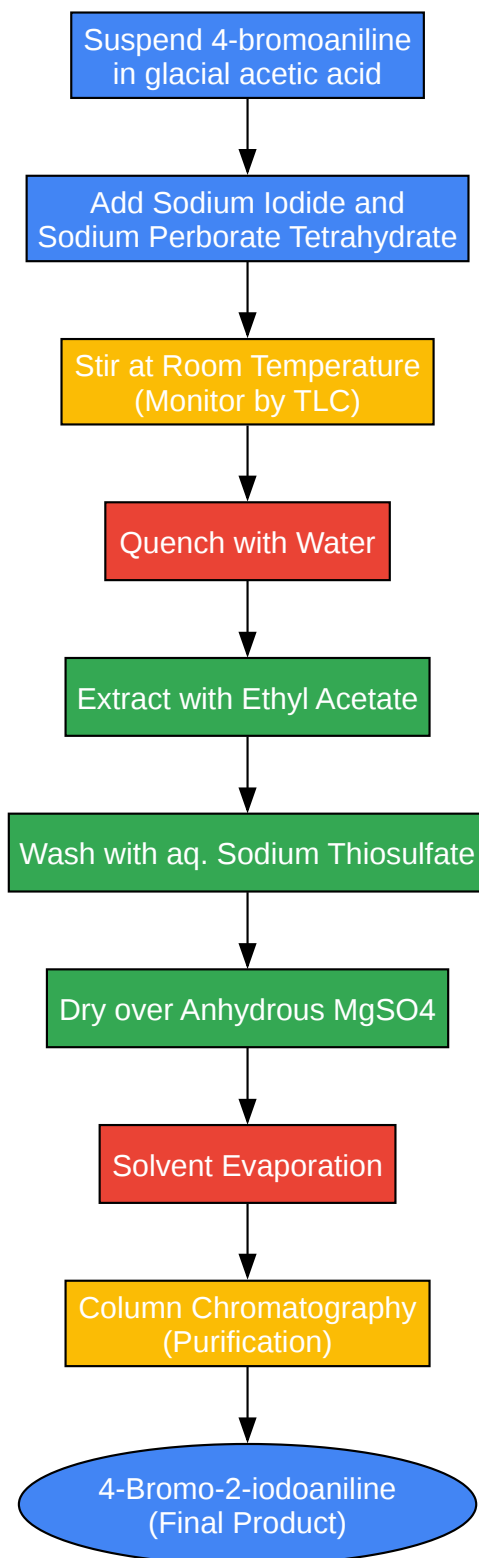 Suspend 4-bromoaniline
in glacial acetic acid
Add Sodium Iodide and
Sodium Perborate Tetrahydrate
Stir at Room Temperature
(Monitor by TLC)
Quench with Water
Extract with Ethyl Acetate
Wash with aq. Sodium Thiosulfate
Dry over Anhydrous MgSO4
Solvent Evaporation
Column Chromatography
(Purification)
4-Bromo-2-iodoaniline
(Final Product)